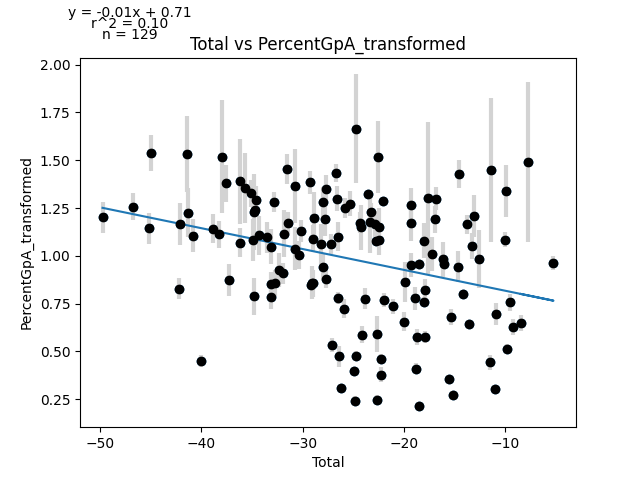 y = -0.01x + 0.71
r^2 = 0.10
n = 129
Total vs PercentGpA_transformed
2.00
1.75
1.50
1.25
1.00
0.75
0.50
0.25
PercentGpA_transformed
−50
−40
−30
−20
−10
Total